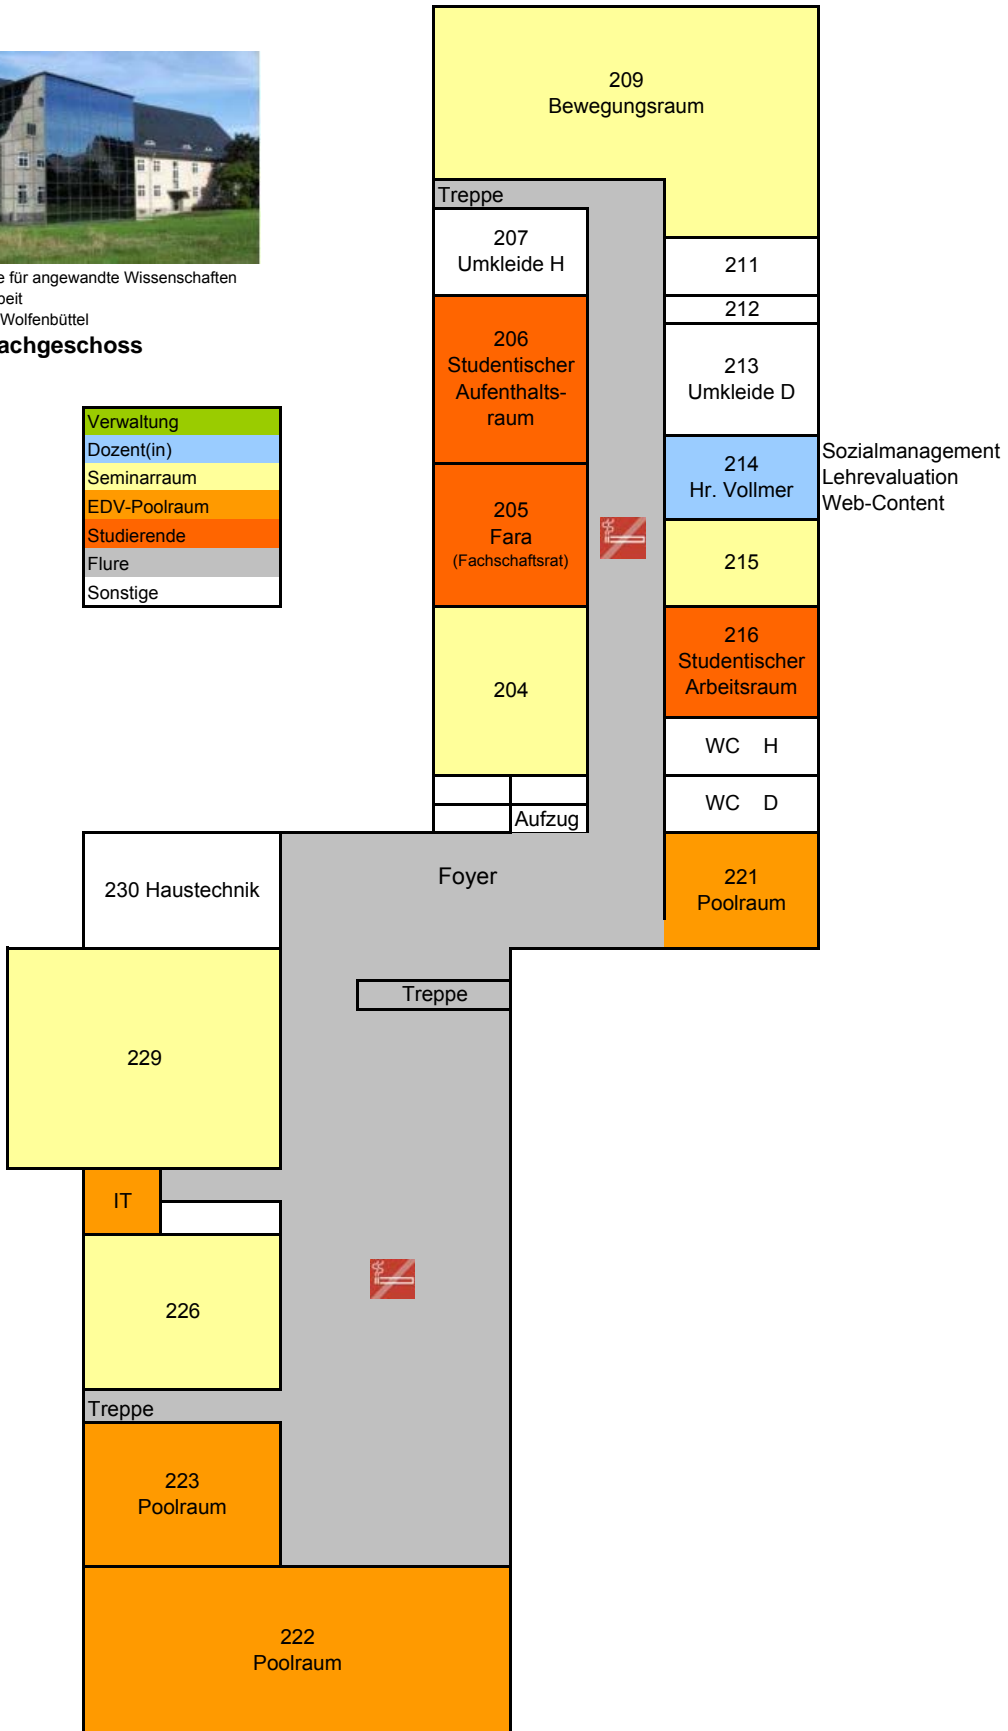 e für angewandte Wissenschaften
beit
Wolfenbüttel
achgeschoss
Verwaltung
Dozent(in)
Seminarraum
EDV-Poolraum
Studierende
Flure
Sonstige
209
Bewegungsraum
Treppe
207
Umkleide H
211
212
206
Studentischer
Aufenthalts-
raum
213
Umkleide D
214
Hr. Vollmer
Sozialmanagement
Lehrevaluation
Web-Content
205
Fara
(Fachschaftsrat)
215
216
Studentischer
Arbeitsraum
204
WC H
WC D
Aufzug
230 Haustechnik
Foyer
221
Poolraum
Treppe
229
IT
226
Treppe
223
Poolraum
222
Poolraum